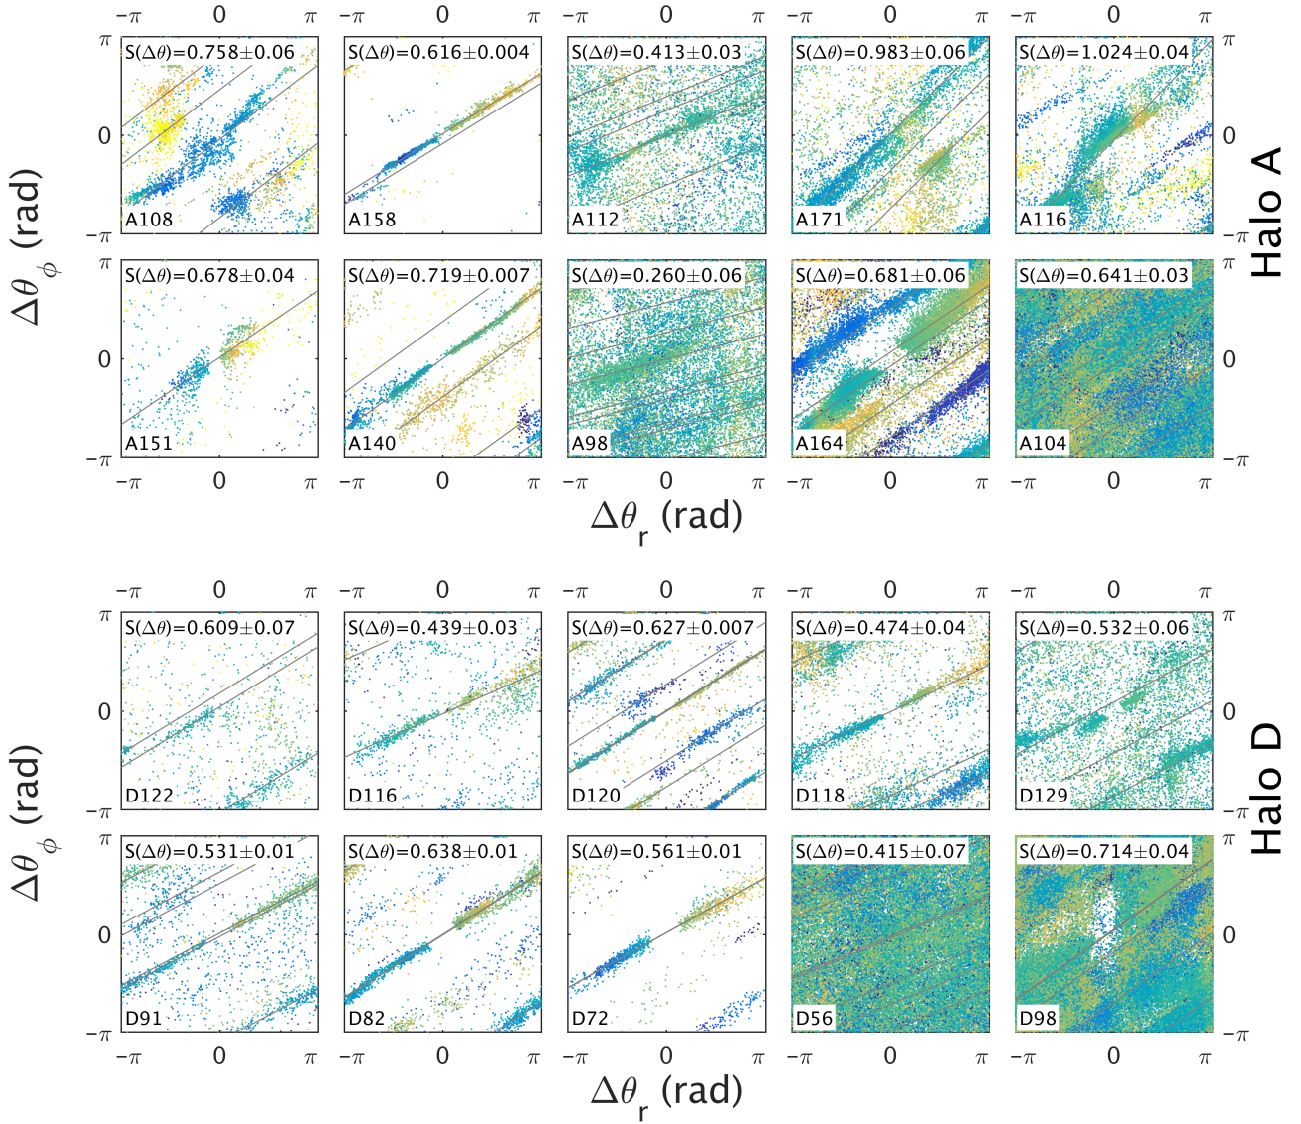 −π 0 π −π 0 π −π 0 π −π 0 π −π 0 π
π S(Δθ)=0.758±0.06 S(Δθ)=0.616±0.004 S(Δθ)=0.413±0.03 S(Δθ)=0.983±0.06 S(Δθ)=1.024±0.04 π
0 0
A108 A158 A112 A171 A116
−π −π
π S(Δθ)=0.678±0.04 S(Δθ)=0.719±0.007 S(Δθ)=0.260±0.06 S(Δθ)=0.681±0.06 S(Δθ)=0.641±0.03 π
0 0
A151 A140 A98 A164 A104
−π −π
−π 0 π −π 0 π −π 0 π −π 0 π −π 0 π
Δθ_ϕ (rad)
Halo A
Δθ_r (rad)
−π 0 π −π 0 π −π 0 π −π 0 π −π 0 π
π S(Δθ)=0.609±0.07 S(Δθ)=0.439±0.03 S(Δθ)=0.627±0.007 S(Δθ)=0.474±0.04 S(Δθ)=0.532±0.06 π
0 0
D122 D116 D120 D118 D129
−π −π
π S(Δθ)=0.531±0.01 S(Δθ)=0.638±0.01 S(Δθ)=0.561±0.01 S(Δθ)=0.415±0.07 S(Δθ)=0.714±0.04 π
0 0
D91 D82 D72 D56 D98
−π −π
−π 0 π −π 0 π −π 0 π −π 0 π −π 0 π
Δθ_ϕ (rad)
Halo D
Δθ_r (rad)